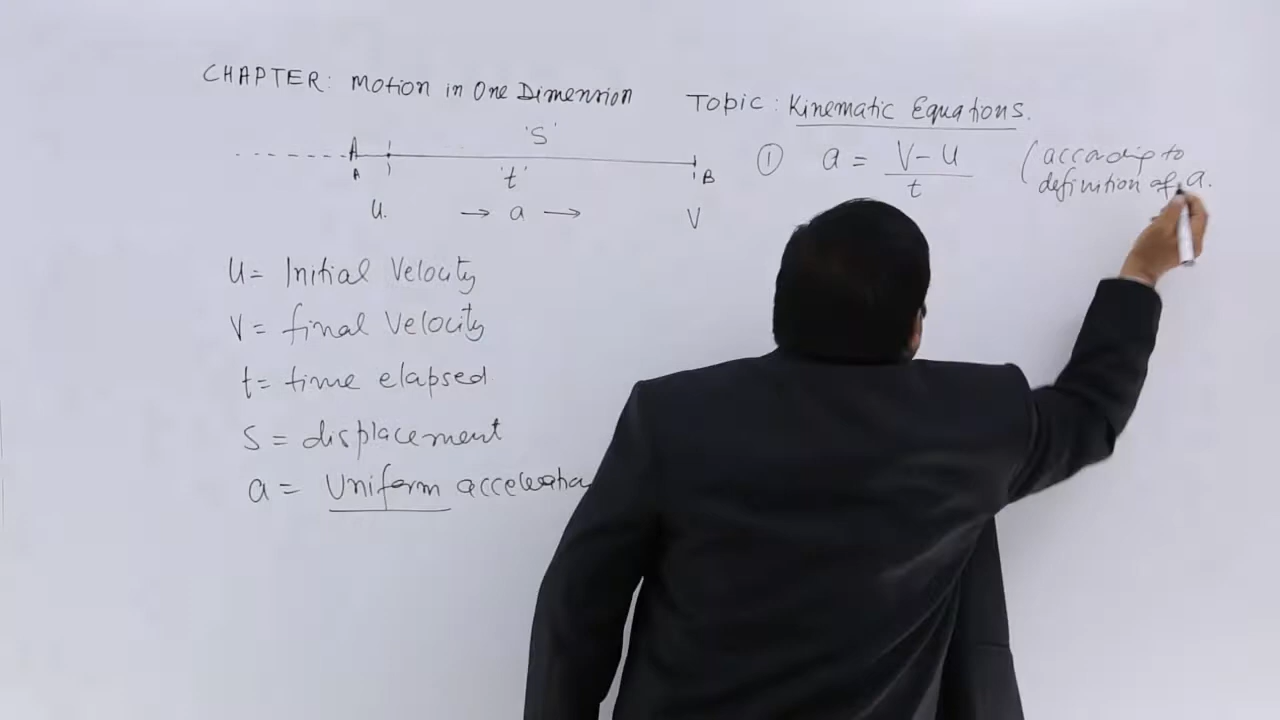 CHAPTER: Motion in One Dimension
Topic: Kinematic Equations.
A 'S'
A 't' B
U. → a → V
① a = V-U / t
(according to
definition of a.
U= Initial Velocity
V= final Velocity
t= time elapsed
S = displacement
a = Uniform acceleration